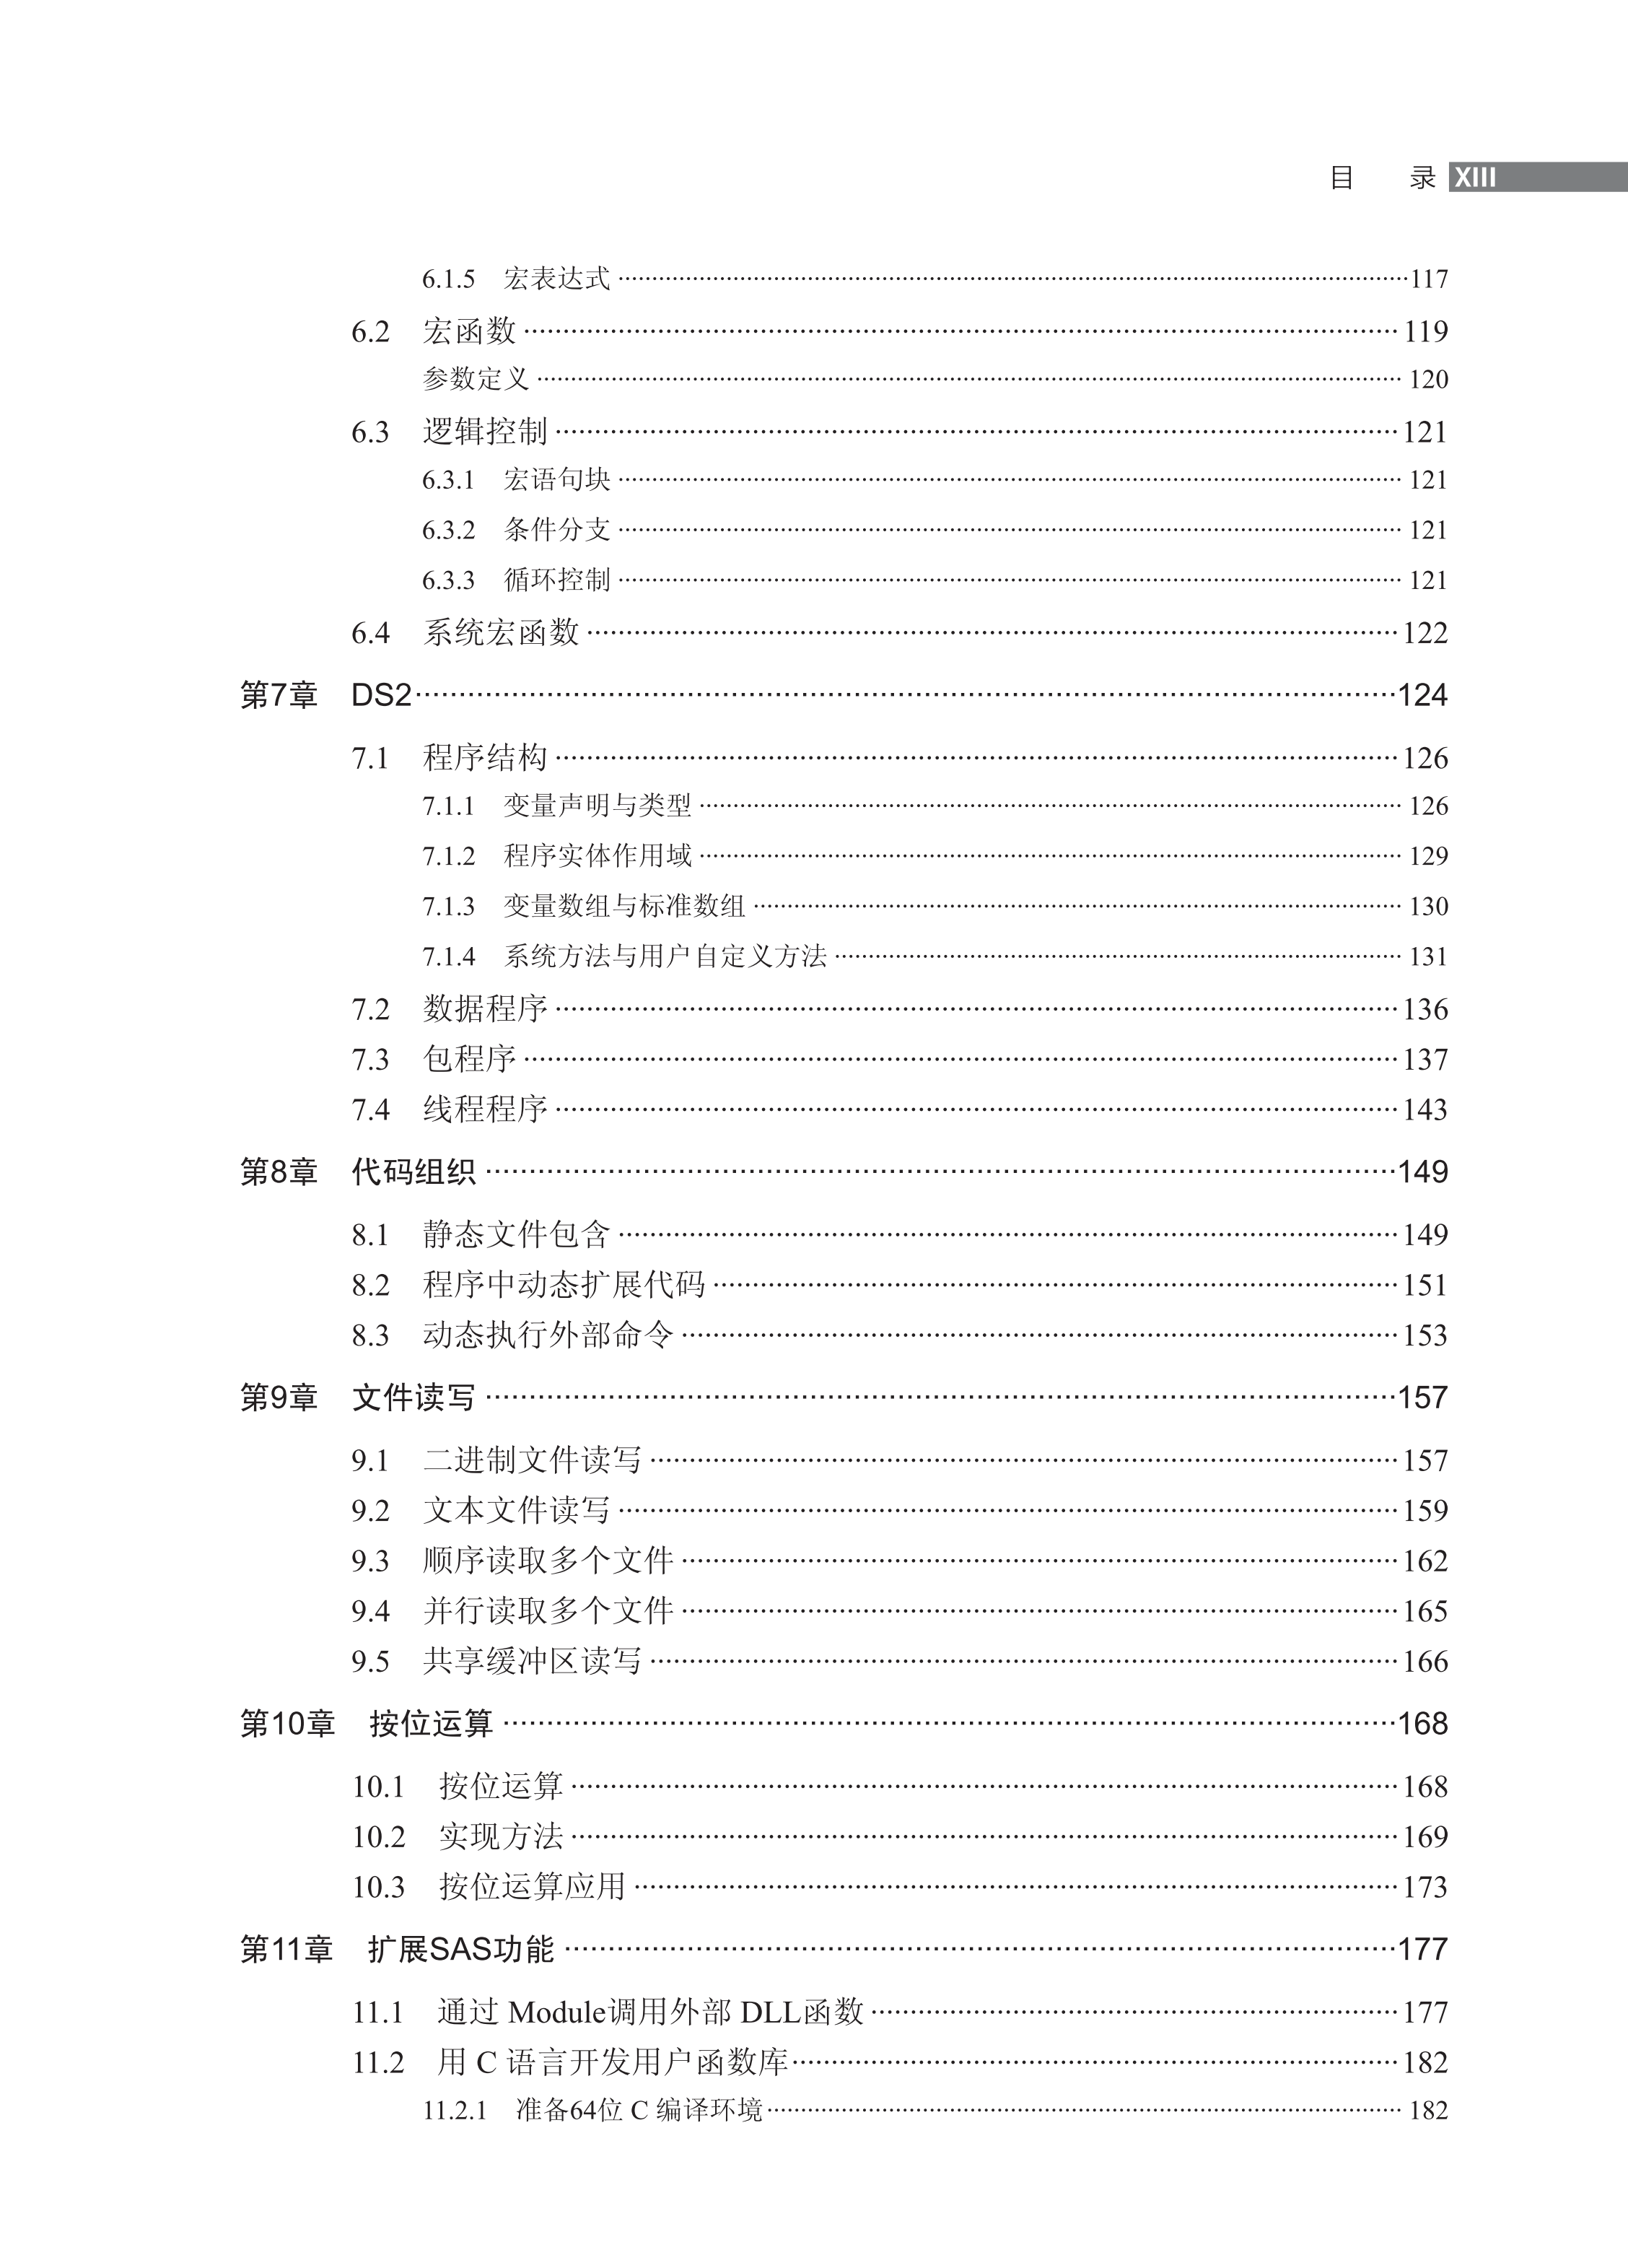 目 录 XIII
6.1.5 宏表达式 117
6.2 宏函数 119
参数定义 120
6.3 逻辑控制 121
6.3.1 宏语句块 121
6.3.2 条件分支 121
6.3.3 循环控制 121
6.4 系统宏函数 122
第7章 DS2 124
7.1 程序结构 126
7.1.1 变量声明与类型 126
7.1.2 程序实体作用域 129
7.1.3 变量数组与标准数组 130
7.1.4 系统方法与用户自定义方法 131
7.2 数据程序 136
7.3 包程序 137
7.4 线程程序 143
第8章 代码组织 149
8.1 静态文件包含 149
8.2 程序中动态扩展代码 151
8.3 动态执行外部命令 153
第9章 文件读写 157
9.1 二进制文件读写 157
9.2 文本文件读写 159
9.3 顺序读取多个文件 162
9.4 并行读取多个文件 165
9.5 共享缓冲区读写 166
第10章 按位运算 168
10.1 按位运算 168
10.2 实现方法 169
10.3 按位运算应用 173
第11章 扩展SAS功能 177
11.1 通过 Module调用外部 DLL函数 177
11.2 用 C 语言开发用户函数库 182
11.2.1 准备64位 C 编译环境 182